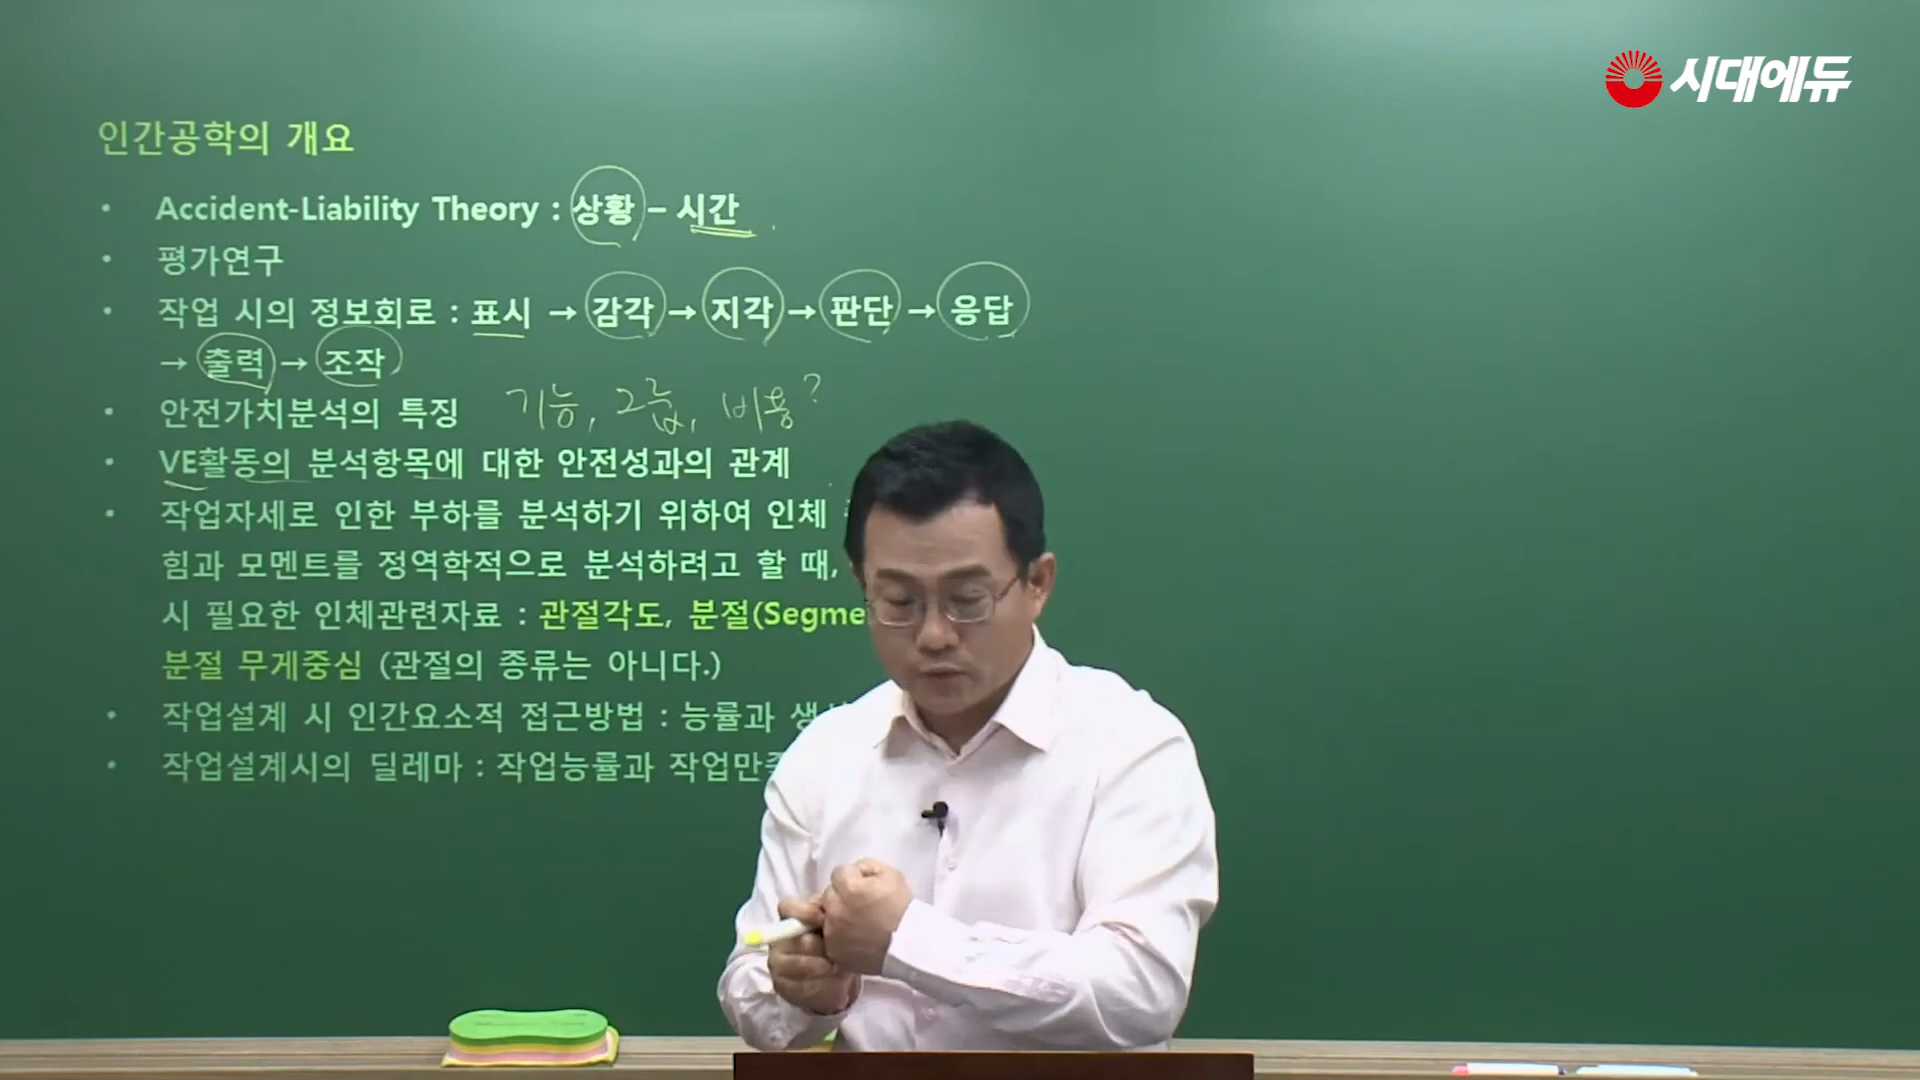 시대에듀
인간공학의 개요
• Accident-Liability Theory : 상황 – 시간
• 평가연구
• 작업 시의 정보회로 : 표시 → 감각 → 지각 → 판단 → 응답
→ 출력 → 조작
• 안전가치분석의 특징 기능, 그룹, 비용?
• VE활동의 분석항목에 대한 안전성과의 관계
• 작업자세로 인한 부하를 분석하기 위하여 인체
힘과 모멘트를 정역학적으로 분석하려고 할 때,
시 필요한 인체관련자료 : 관절각도, 분절(Segme
분절 무게중심 (관절의 종류는 아니다.)
• 작업설계 시 인간요소적 접근방법 : 능률과
• 작업설계시의 딜레마 : 작업능률과